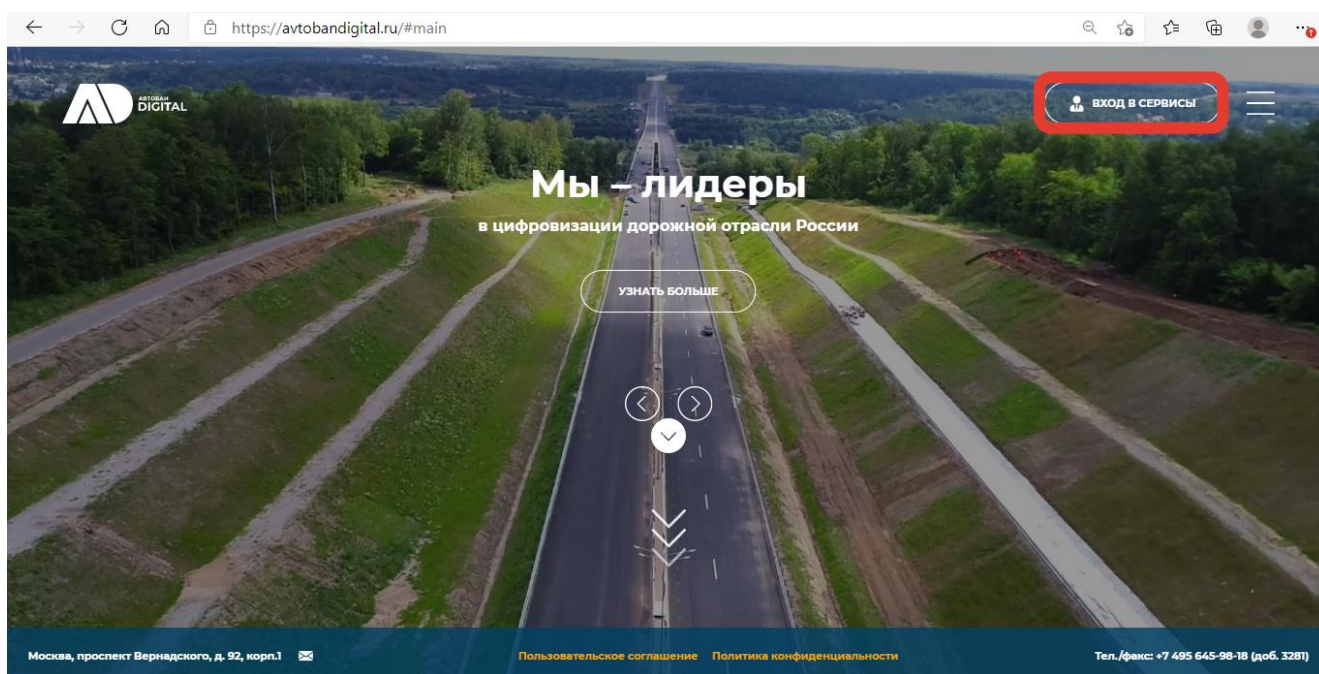 https://avtobandigital.ru/#main
АВТОБАН
DIGITAL
ВХОД В СЕРВИСЫ
Мы – лидеры
в цифровизации дорожной отрасли России
УЗНАТЬ БОЛЬШЕ
Москва, проспект Вернадского, д. 92, корп.1
Пользовательское соглашение Политика конфиденциальности
Тел./факс: +7 495 645-98-18 (доб. 3281)